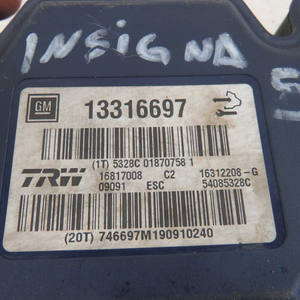 INSIGNA
GM 13316697
(1T) 5328C 01870758 1
TRW 16817008 C2 16312208-G
09091 ESC 54085328C
(20T) 746697M190910240